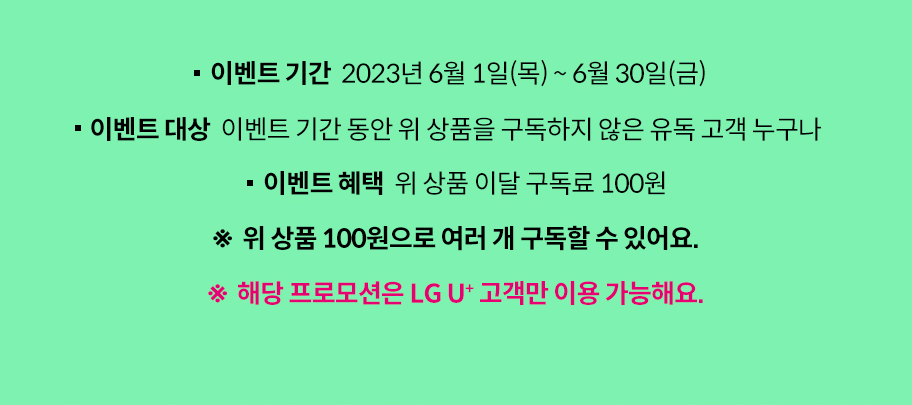 ▪ 이벤트 기간 2023년 6월 1일(목) ~ 6월 30일(금)
▪ 이벤트 대상 이벤트 기간 동안 위 상품을 구독하지 않은 유독 고객 누구나
▪ 이벤트 혜택 위 상품 이달 구독료 100원
※ 위 상품 100원으로 여러 개 구독할 수 있어요.
※ 해당 프로모션은 LG U⁺ 고객만 이용 가능해요.